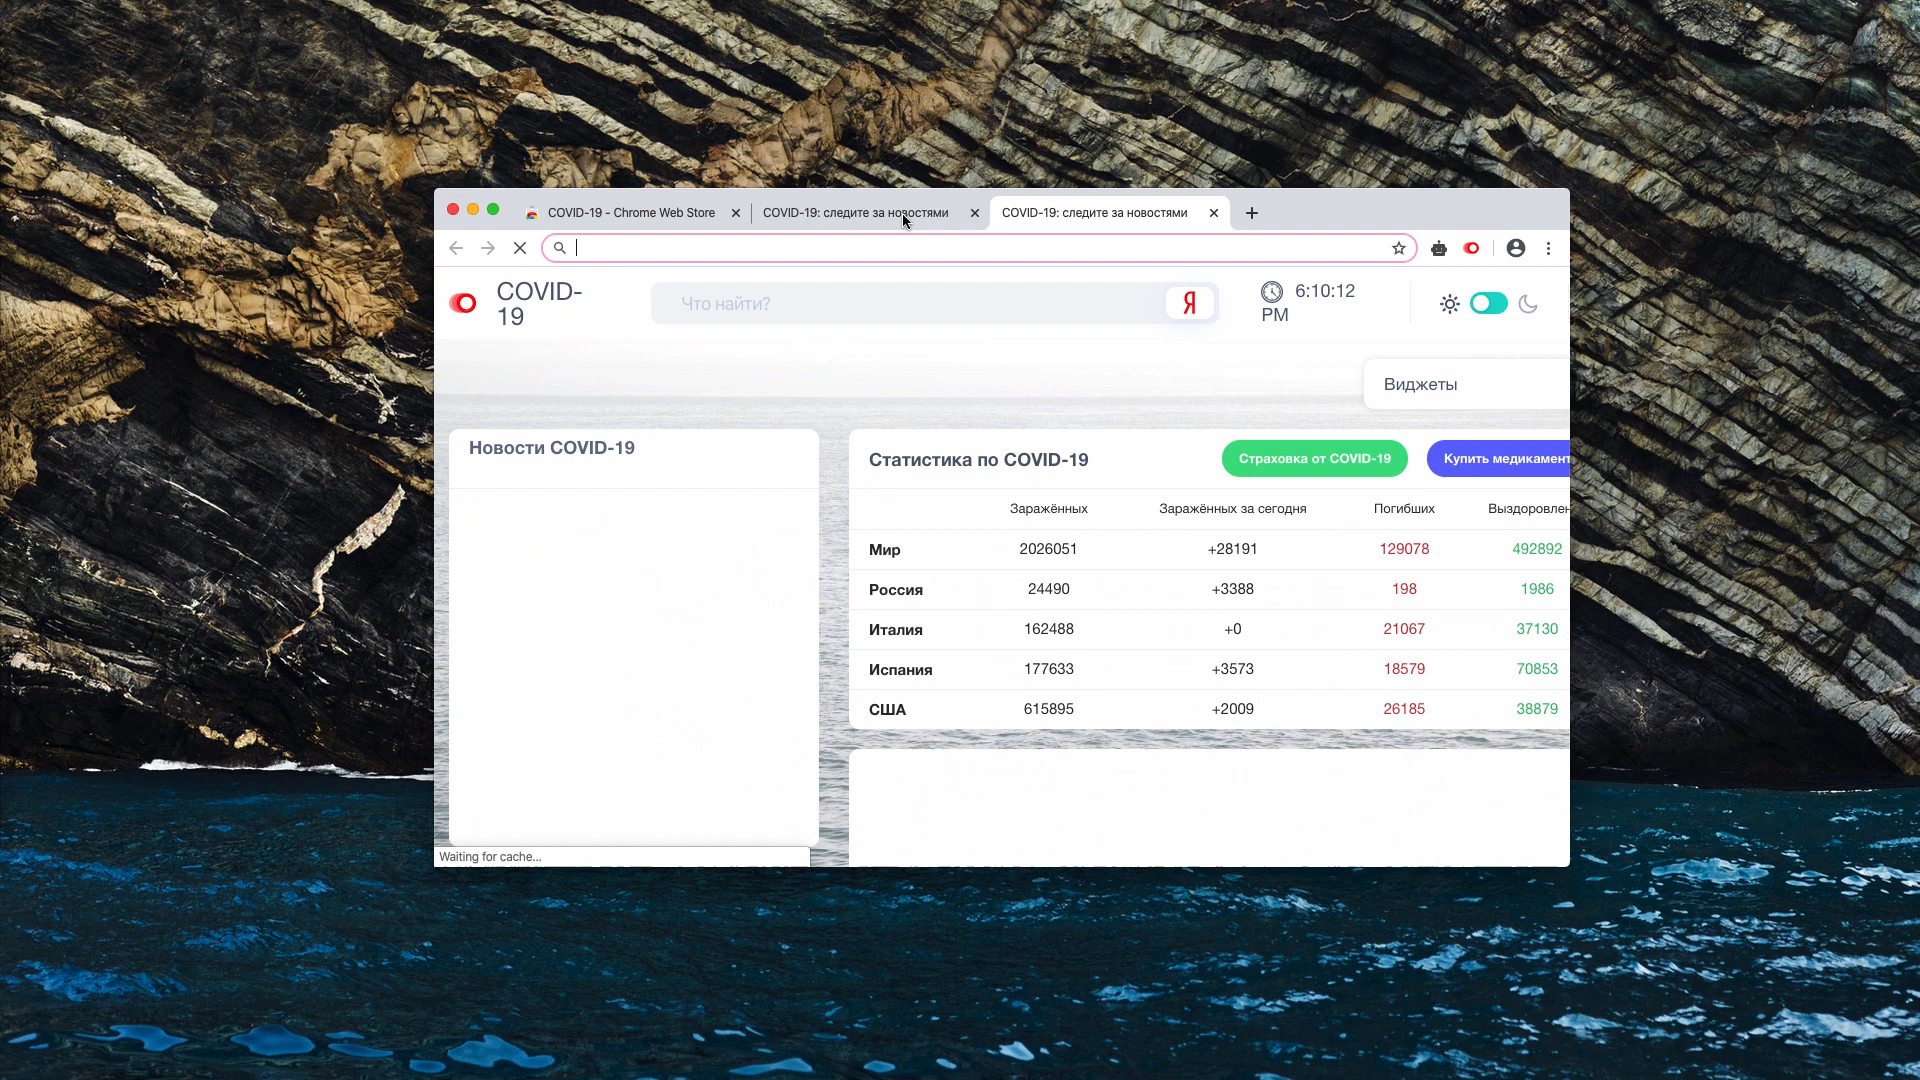 COVID-19 - Chrome Web Store
COVID-19: следите за новостями
COVID-19: следите за новостями
COVID-
19
Что найти?
Я
6:10:12
PM
Виджеты
Новости COVID-19
Статистика по COVID-19
Страховка от COVID-19
Купить медикамент
Заражённых Заражённых за сегодня Погибших Выздоровлен
Мир 2026051 +28191 129078 492892
Россия 24490 +3388 198 1986
Италия 162488 +0 21067 37130
Испания 177633 +3573 18579 70853
США 615895 +2009 26185 38879
Waiting for cache...